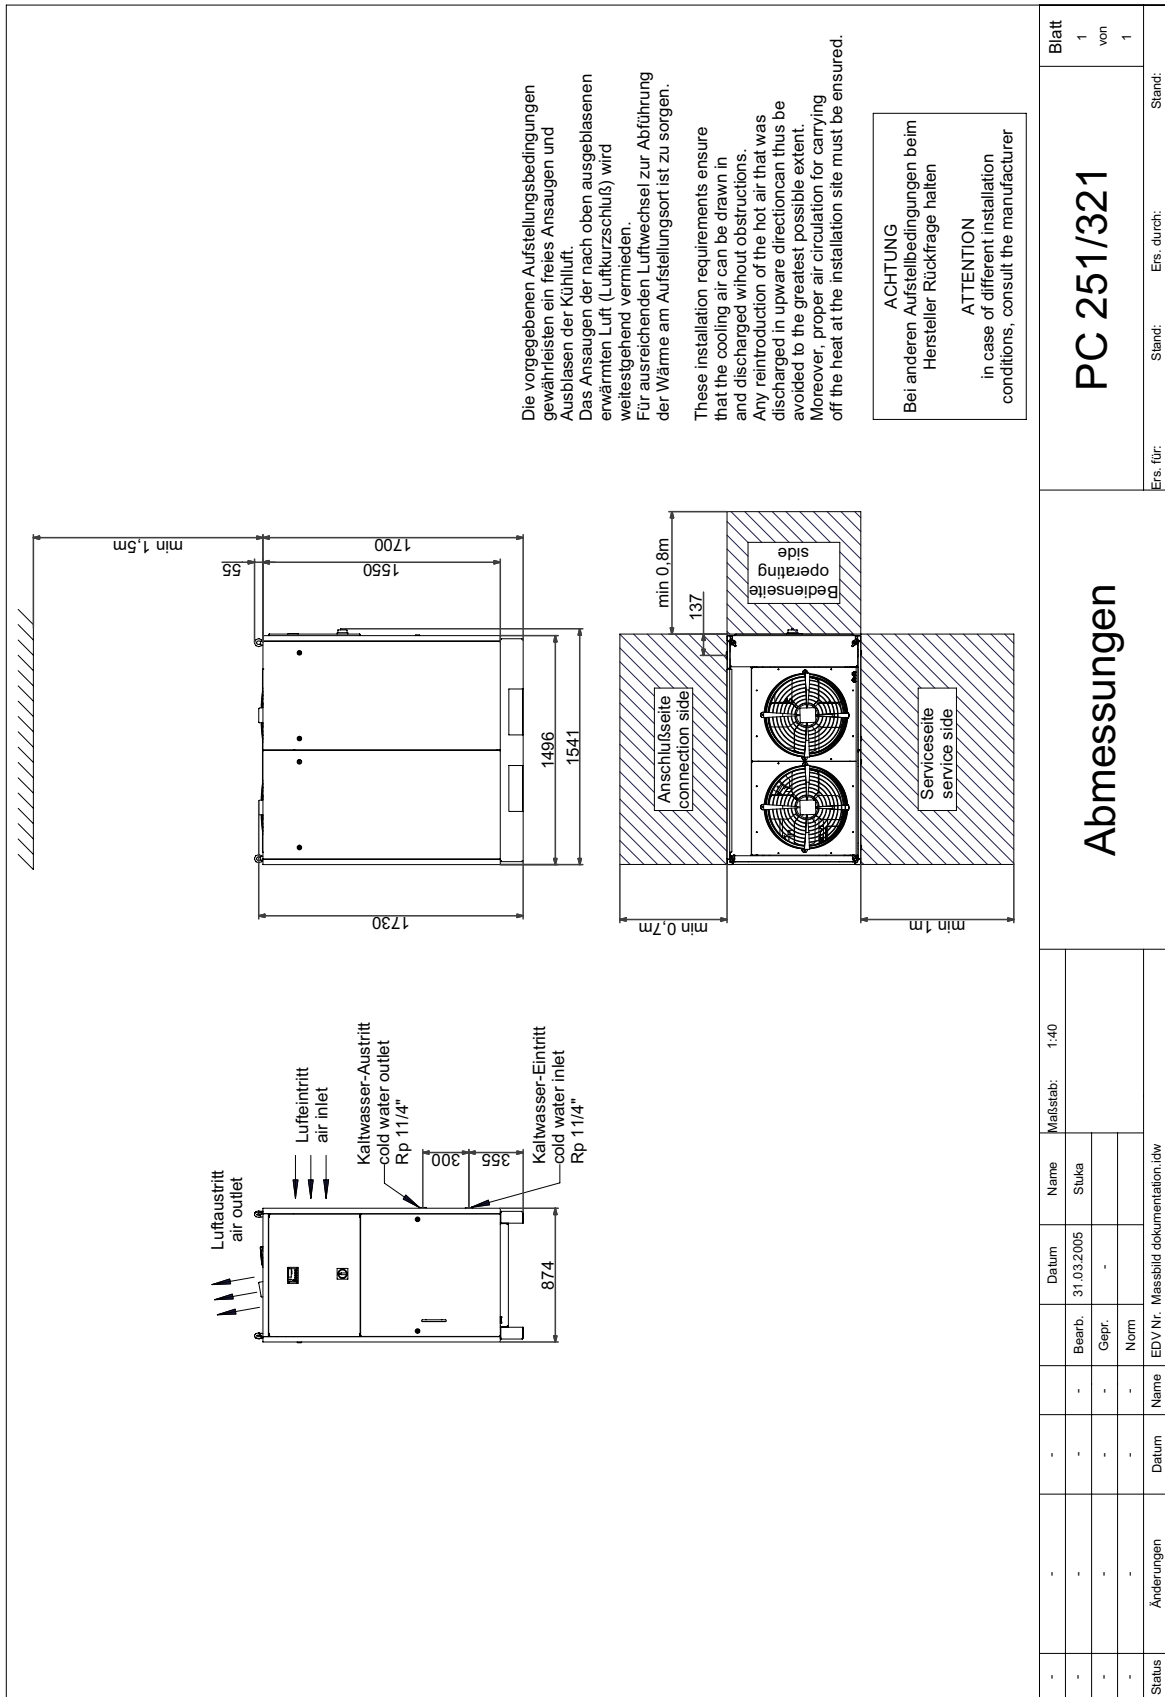 Luftaustritt
air outlet
Lufteintritt
air inlet
Kaltwasser-Austritt
cold water outlet
Rp 11/4"
300
355
Kaltwasser-Eintritt
cold water inlet
Rp 11/4"
874
min 1,5m
55
1550
1700
1730
1496
1541
min 0,8m
137
Anschlußseite
connection side
Bedienseite
operating
side
Serviceseite
service side
min 0,7m
min 1m
Die vorgegebenen Aufstellungsbedingungen
gewährleisten ein freies Ansaugen und
Ausblasen der Kühlluft.
Das Ansaugen der nach oben ausgeblasenen
erwärmten Luft (Luftkurzschluß) wird
weitestgehend vermieden.
Für ausreichenden Luftwechsel zur Abführung
der Wärme am Aufstellungsort ist zu sorgen.
These installation requirements ensure
that the cooling air can be drawn in
and discharged wihout obstructions.
Any reintroduction of the hot air that was
discharged in upware directioncan thus be
avoided to the greatest possible extent.
Moreover, proper air circulation for carrying
off the heat at the installation site must be ensured.
ACHTUNG
Bei anderen Aufstellbedingungen beim
Hersteller Rückfrage halten
ATTENTION
in case of different installation
conditions, consult the manufacturer
- - Datum Name Maßstab: 1:40
- - - - Bearb. 31.03.2005 Stuka
- - - - Gepr. -
- - - - Norm
Status Änderungen Datum Name EDV Nr. Massbild dokumentation.idw
Abmessungen
PC 251/321
Blatt
1
von
1
Ers. für: Stand: Ers. durch: Stand: